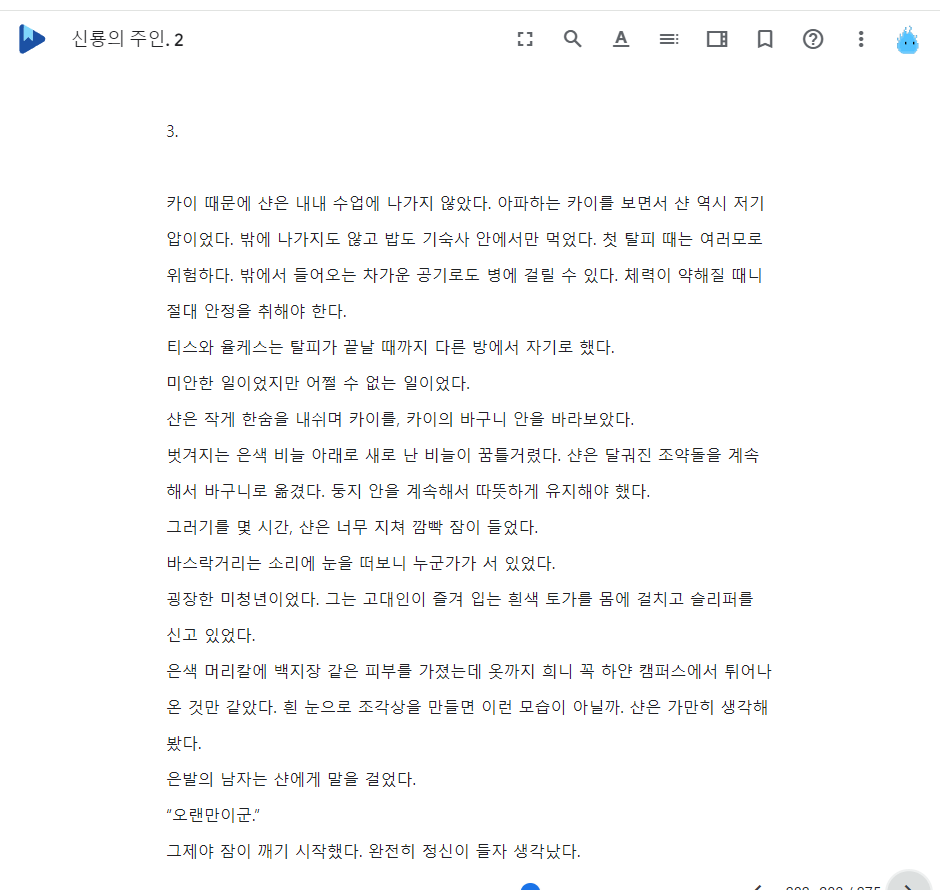 신룡의 주인. 2
3.
카이 때문에 샨은 내내 수업에 나가지 않았다. 아파하는 카이를 보면서 샨 역시 저기
압이었다. 밖에 나가지도 않고 밥도 기숙사 안에서만 먹었다. 첫 탈피 때는 여러모로
위험하다. 밖에서 들어오는 차가운 공기로도 병에 걸릴 수 있다. 체력이 약해질 때니
절대 안정을 취해야 한다.
티스와 율케스는 탈피가 끝날 때까지 다른 방에서 자기로 했다.
미안한 일이었지만 어쩔 수 없는 일이었다.
샨은 작게 한숨을 내쉬며 카이를, 카이의 바구니 안을 바라보았다.
벗겨지는 은색 비늘 아래로 새로 난 비늘이 꿈틀거렸다. 샨은 달궈진 조약돌을 계속
해서 바구니로 옮겼다. 둥지 안을 계속해서 따뜻하게 유지해야 했다.
그러기를 몇 시간, 샨은 너무 지쳐 깜빡 잠이 들었다.
바스락거리는 소리에 눈을 떠보니 누군가가 서 있었다.
굉장한 미청년이었다. 그는 고대인이 즐겨 입는 흰색 토가를 몸에 걸치고 슬리퍼를
신고 있었다.
은색 머리칼에 백지장 같은 피부를 가졌는데 옷까지 희니 꼭 하얀 캠퍼스에서 튀어나
온 것만 같았다. 흰 눈으로 조각상을 만들면 이런 모습이 아닐까. 샨은 가만히 생각해
봤다.
은발의 남자는 샨에게 말을 걸었다.
“오랜만이군.”
그제야 잠이 깨기 시작했다. 완전히 정신이 들자 생각났다.